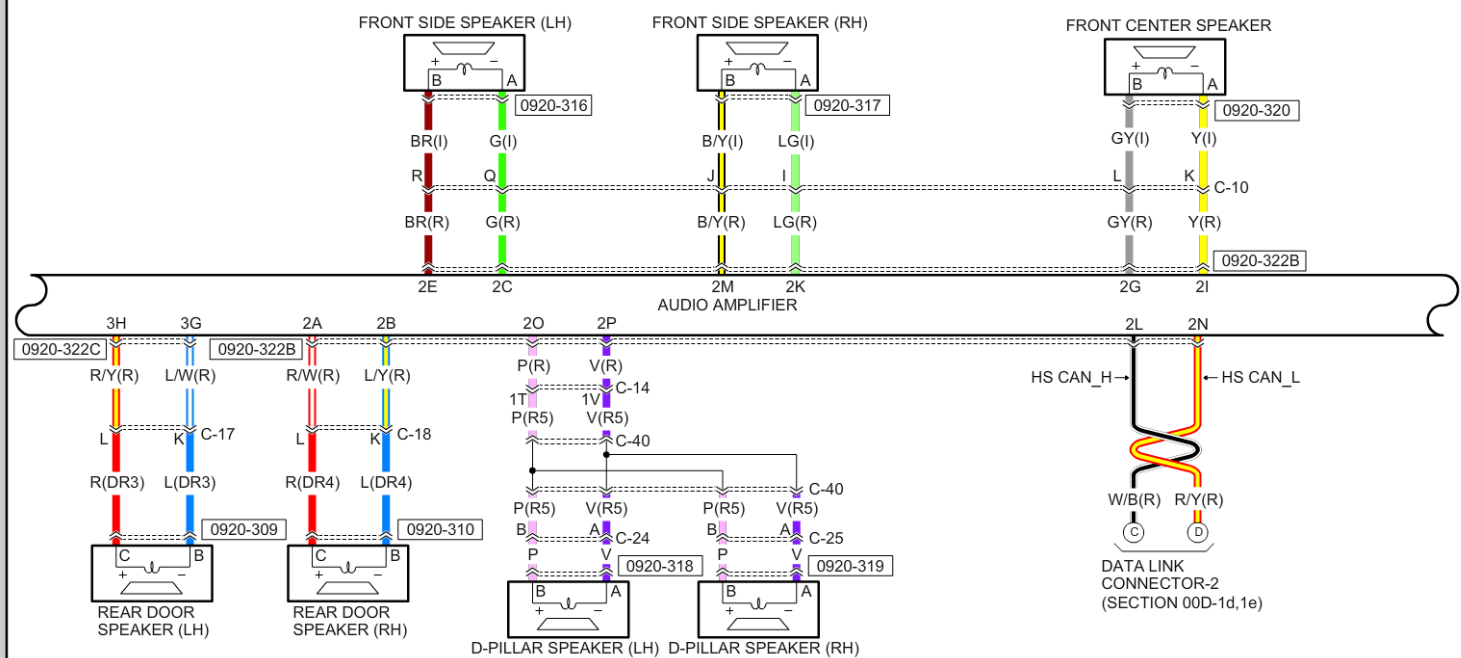 FRONT SIDE SPEAKER (LH)
FRONT SIDE SPEAKER (RH)
FRONT CENTER SPEAKER
+ −
+ −
+ −
B A
B A
B A
0920-316
0920-317
0920-320
BR(I) G(I) B/Y(I) LG(I) GY(I) Y(I)
R Q J I L K C-10
BR(R) G(R) B/Y(R) LG(R) GY(R) Y(R)
0920-322B
2E 2C 2M 2K 2G 2I
AUDIO AMPLIFIER
3H 3G 2A 2B 2O 2P 2L 2N
0920-322C
0920-322B
R/Y(R) L/W(R) R/W(R) L/Y(R) P(R) V(R)
HS CAN_H
HS CAN_L
C-14
1T 1V
P(R5) V(R5)
L K C-17
L K C-18
C-40
R(DR3) L(DR3) R(DR4) L(DR4)
C-40
P(R5) V(R5) P(R5) V(R5)
W/B(R) R/Y(R)
0920-309
0920-310
B A C-24
B A C-25
C D
C B
C B
P V P V
0920-318
0920-319
+ −
+ −
DATA LINK
CONNECTOR-2
(SECTION 00D-1d,1e)
B A
B A
+ −
+ −
REAR DOOR
SPEAKER (LH)
REAR DOOR
SPEAKER (RH)
D-PILLAR SPEAKER (LH)
D-PILLAR SPEAKER (RH)